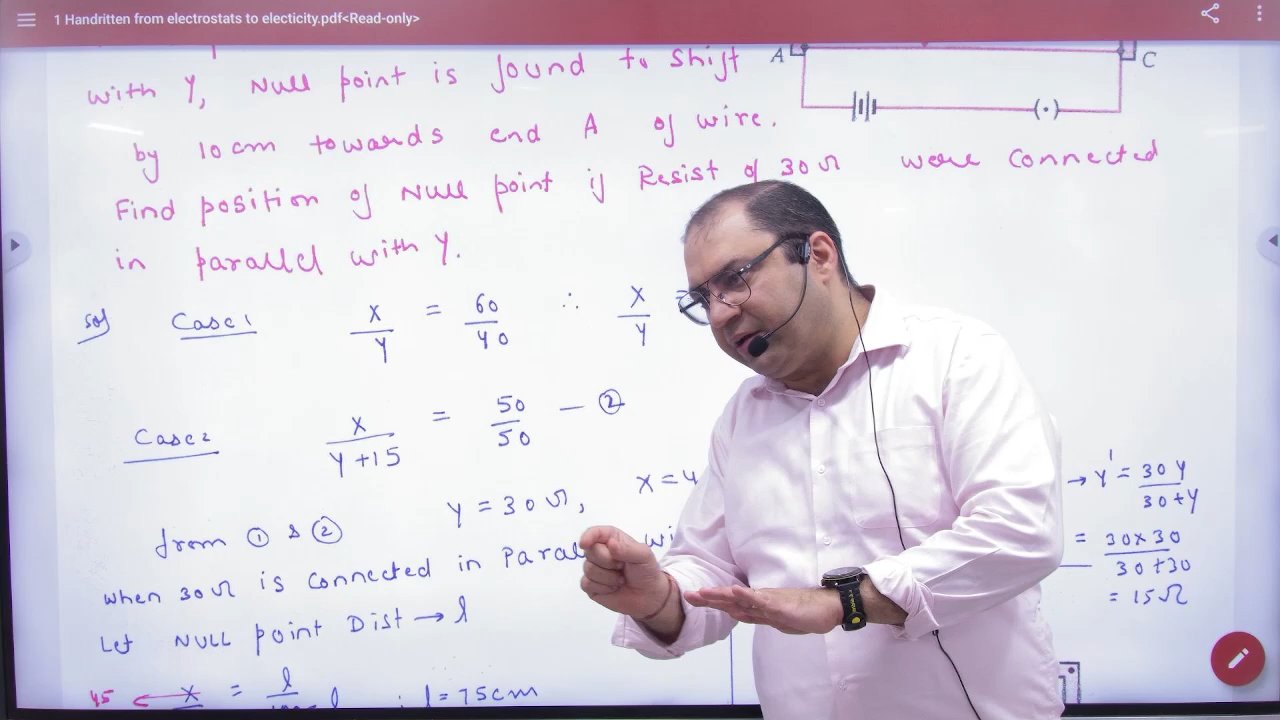 1 Handritten from electrostats to electicity.pdf<Read-only>
with Y, Null point is found to shift
A C
by 10cm towards end A of wire.
Find position of Null point if Resist of 30Ω were connected
in parallel with Y.
Sol Case1 X/Y = 60/40 ∴ X/Y =
Case2 X/Y+15 = 50/50 — ②
from ① & ② Y = 30Ω, X = 4
→ Y' = 30Y/30+Y
when 30Ω is connected in Paral wi
= 30×30/30+30
= 15Ω
Let NULL point Dist → l
45 ← X = l l = 75cm